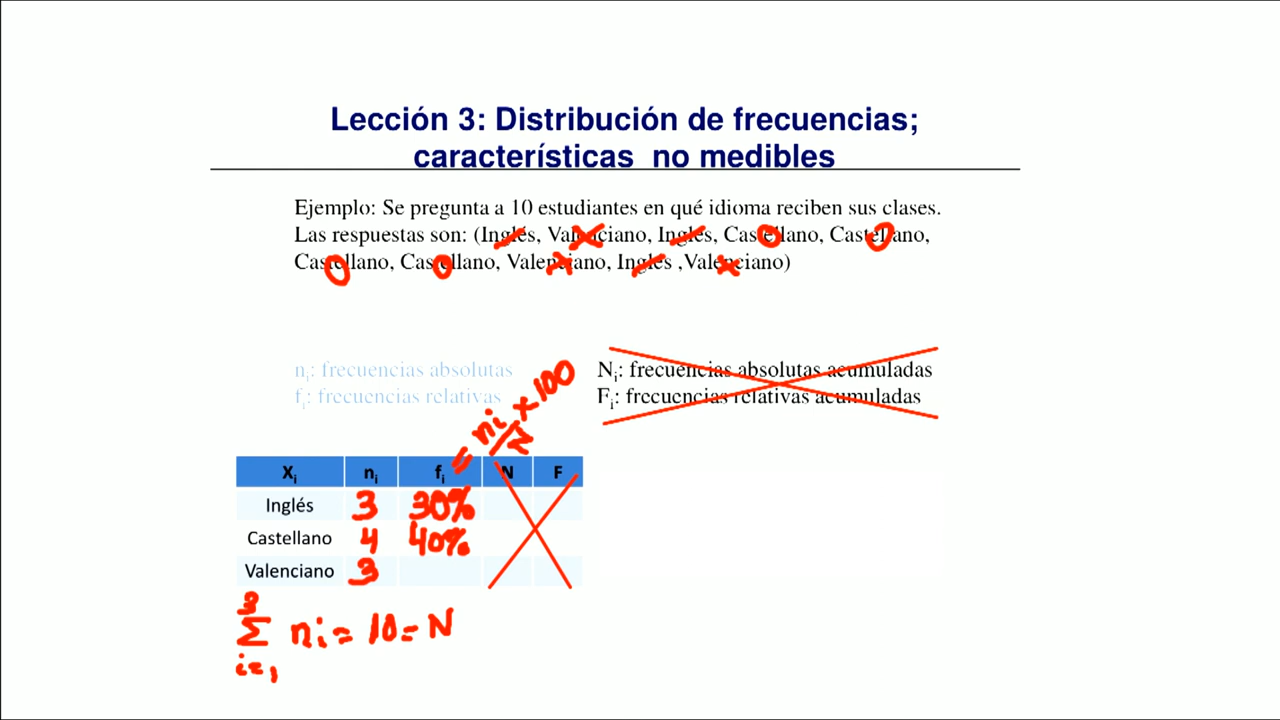 Lección 3: Distribución de frecuencias;
características no medibles
Ejemplo: Se pregunta a 10 estudiantes en qué idioma reciben sus clases.
Las respuestas son: (Inglés, Valenciano, Inglés, Castellano, Castellano,
Castellano, Castellano, Valenciano, Inglés ,Valenciano)
nᵢ: frecuencias absolutas
fᵢ: frecuencias relativas
Nᵢ: frecuencias absolutas acumuladas
Fᵢ: frecuencias relativas acumuladas
= ni/N × 100
Xᵢ nᵢ fᵢ N F
Inglés 3 30%
Castellano 4 40%
Valenciano 3
3
Σ ni = 10 = N
i=1